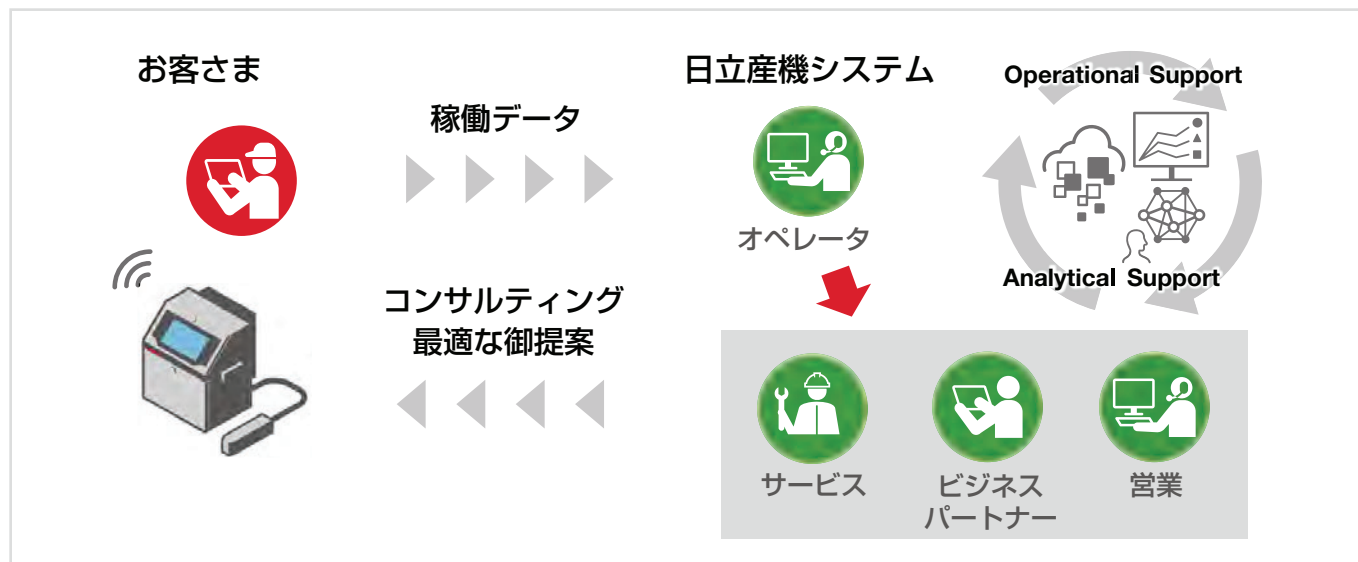 お客さま
稼働データ
コンサルティング
最適な御提案
日立産機システム
オペレータ
Operational Support
Analytical Support
サービス
ビジネス
パートナー
営業